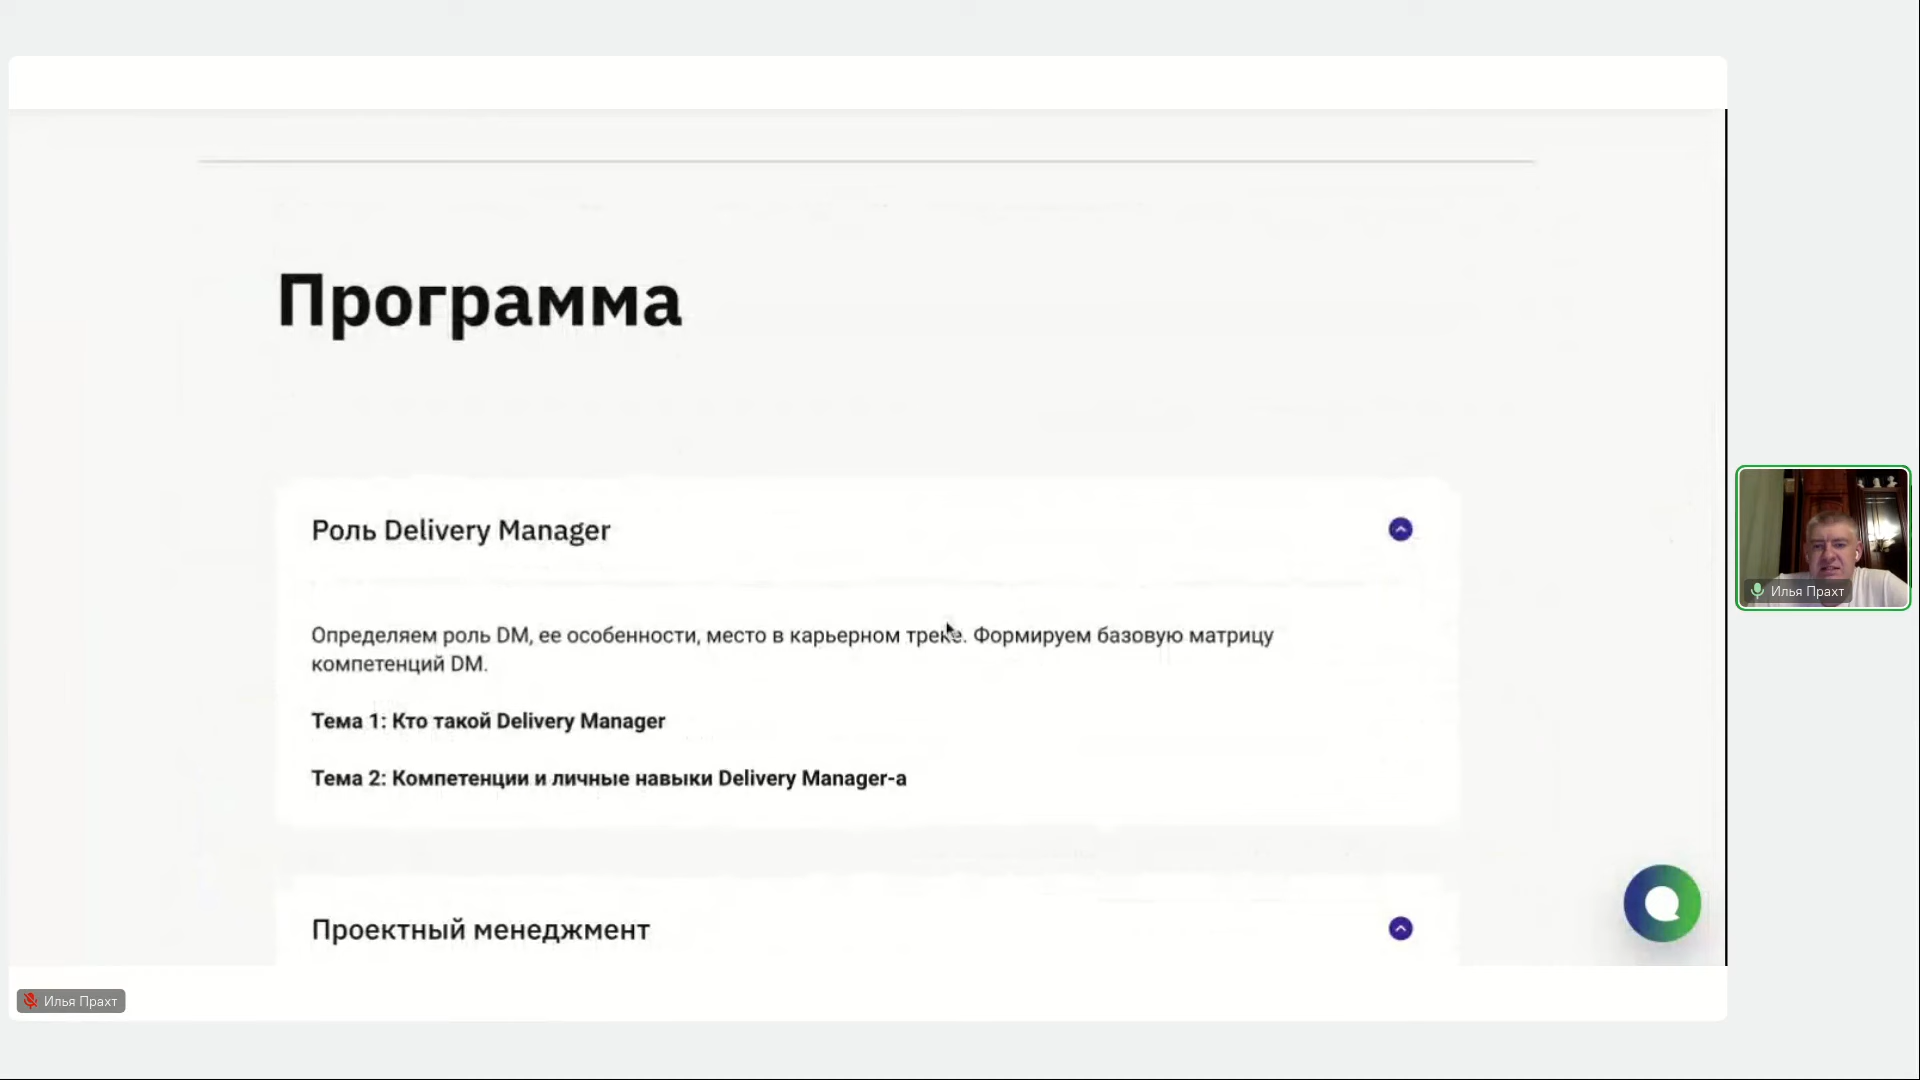 Программа
Роль Delivery Manager
Определяем роль DM, ее особенности, место в карьерном треке. Формируем базовую матрицу
компетенций DM.
Тема 1: Кто такой Delivery Manager
Тема 2: Компетенции и личные навыки Delivery Manager-а
Проектный менеджмент
Илья Прахт
Илья Прахт